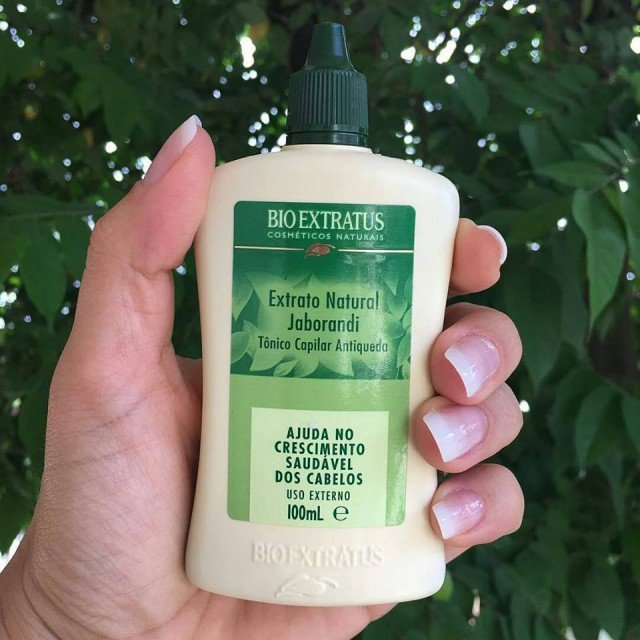 BIO EXTRATUS
COSMÉTICOS NATURAIS
Extrato Natural
Jaborandi
Tônico Capilar Antiqueda
AJUDA NO
CRESCIMENTO
SAUDÁVEL
DOS CABELOS
USO EXTERNO
100mL ℮
BIO EXTRATUS